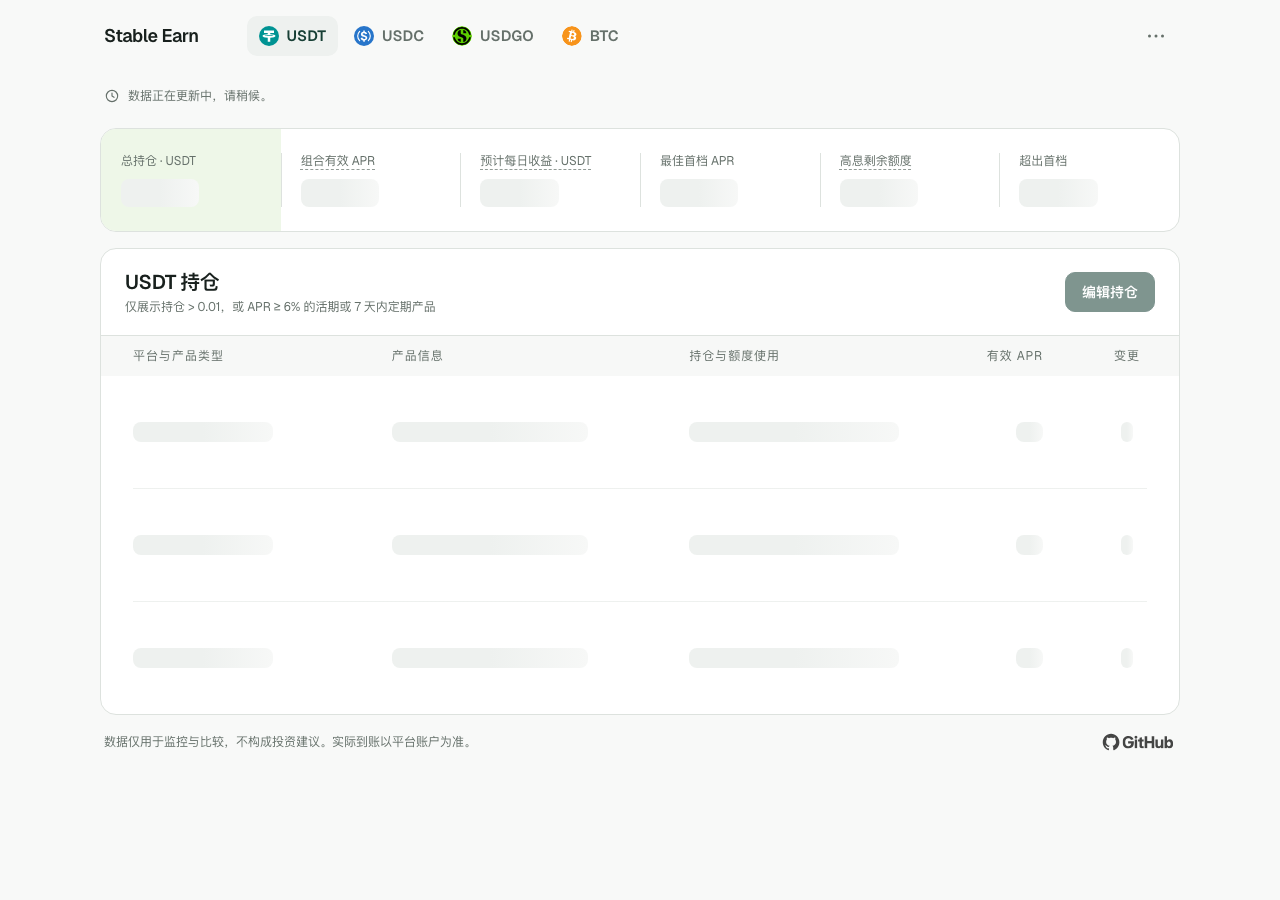 Stable Earn
USDT
USDC
USDGO
BTC
数据正在更新中，请稍候。
总持仓 · USDT
组合有效 APR
预计每日收益 · USDT
最佳首档 APR
高息剩余额度
超出首档
USDT 持仓
仅展示持仓 > 0.01，或 APR ≥ 6% 的活期或 7 天内定期产品
编辑持仓
平台与产品类型
产品信息
持仓与额度使用
有效 APR
变更
数据仅用于监控与比较，不构成投资建议。实际到账以平台账户为准。
GitHub